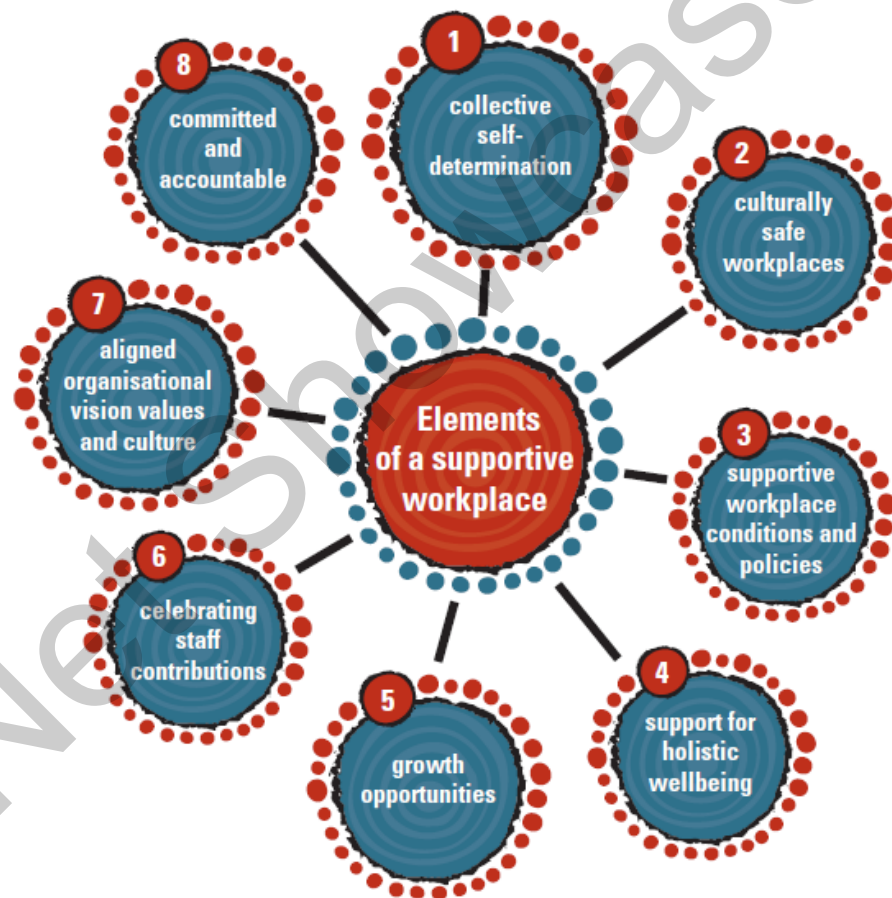 Elements
of a supportive
workplace
1
collective
self-
determination
2
culturally
safe
workplaces
3
supportive
workplace
conditions and
policies
4
support for
holistic
wellbeing
5
growth
opportunities
6
celebrating
staff
contributions
7
aligned
organisational
vision values
and culture
8
committed
and
accountable
Net Showcase